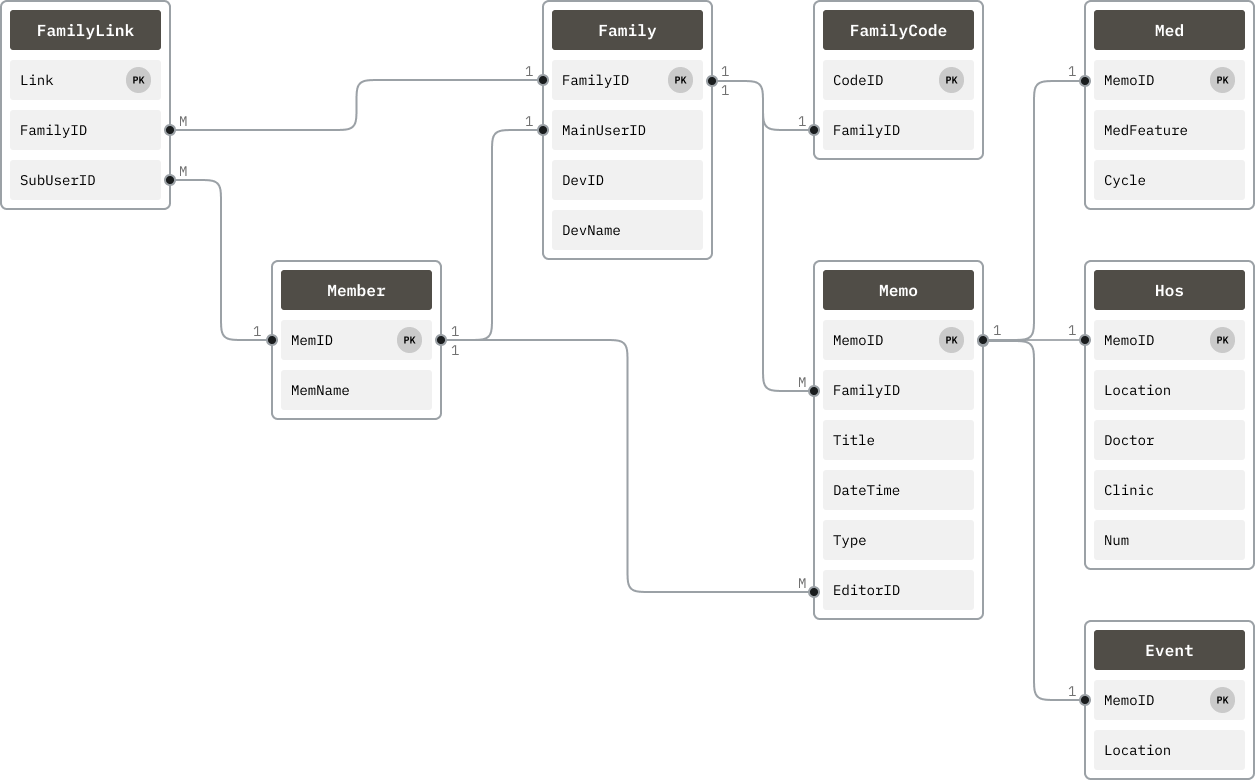 FamilyLink
Link PK
FamilyID M
SubUserID M
Family
1 FamilyID PK 1
1
1 MainUserID
DevID
DevName
FamilyCode
CodeID PK
1 FamilyID
Med
1 MemoID PK
MedFeature
Cycle
Member
1 MemID PK 1
1
MemName
Memo
MemoID PK 1
M FamilyID
Title
DateTime
Type
M EditorID
Hos
1 MemoID PK
Location
Doctor
Clinic
Num
Event
1 MemoID PK
Location